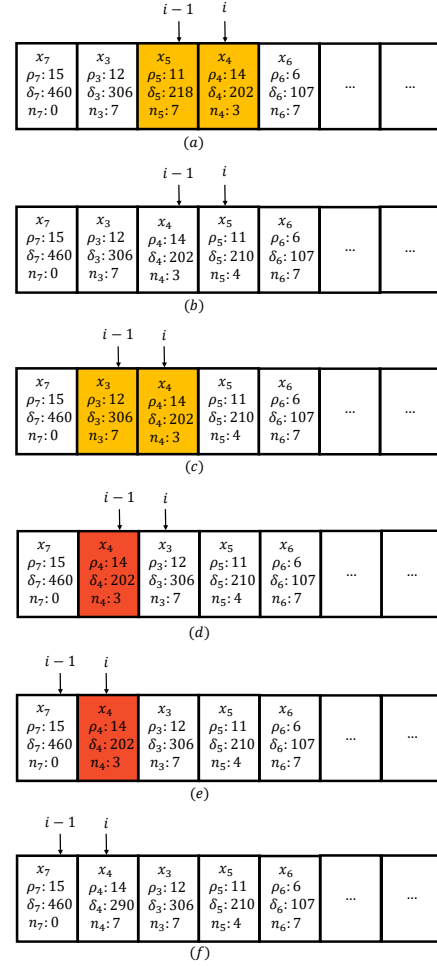 i − 1 i
x₇ x₃ x₅ x₄ x₆
ρ₇: 15 ρ₃: 12 ρ₅: 11 ρ₄: 14 ρ₆: 6 ... ...
δ₇: 460 δ₃: 306 δ₅: 218 δ₄: 202 δ₆: 107
n₇: 0 n₃: 7 n₅: 7 n₄: 3 n₆: 7
(a)
i − 1 i
x₇ x₃ x₄ x₅ x₆
ρ₇: 15 ρ₃: 12 ρ₄: 14 ρ₅: 11 ρ₆: 6 ... ...
δ₇: 460 δ₃: 306 δ₄: 202 δ₅: 210 δ₆: 107
n₇: 0 n₃: 7 n₄: 3 n₅: 4 n₆: 7
(b)
i − 1 i
x₇ x₃ x₄ x₅ x₆
ρ₇: 15 ρ₃: 12 ρ₄: 14 ρ₅: 11 ρ₆: 6 ... ...
δ₇: 460 δ₃: 306 δ₄: 202 δ₅: 210 δ₆: 107
n₇: 0 n₃: 7 n₄: 3 n₅: 4 n₆: 7
(c)
i − 1 i
x₇ x₄ x₃ x₅ x₆
ρ₇: 15 ρ₄: 14 ρ₃: 12 ρ₅: 11 ρ₆: 6 ... ...
δ₇: 460 δ₄: 202 δ₃: 306 δ₅: 210 δ₆: 107
n₇: 0 n₄: 3 n₃: 7 n₅: 4 n₆: 7
(d)
i − 1 i
x₇ x₄ x₃ x₅ x₆
ρ₇: 15 ρ₄: 14 ρ₃: 12 ρ₅: 11 ρ₆: 6 ... ...
δ₇: 460 δ₄: 202 δ₃: 306 δ₅: 210 δ₆: 107
n₇: 0 n₄: 3 n₃: 7 n₅: 4 n₆: 7
(e)
i − 1 i
x₇ x₄ x₃ x₅ x₆
ρ₇: 15 ρ₄: 14 ρ₃: 12 ρ₅: 11 ρ₆: 6 ... ...
δ₇: 460 δ₄: 290 δ₃: 306 δ₅: 210 δ₆: 107
n₇: 0 n₄: 7 n₃: 7 n₅: 4 n₆: 7
(f)